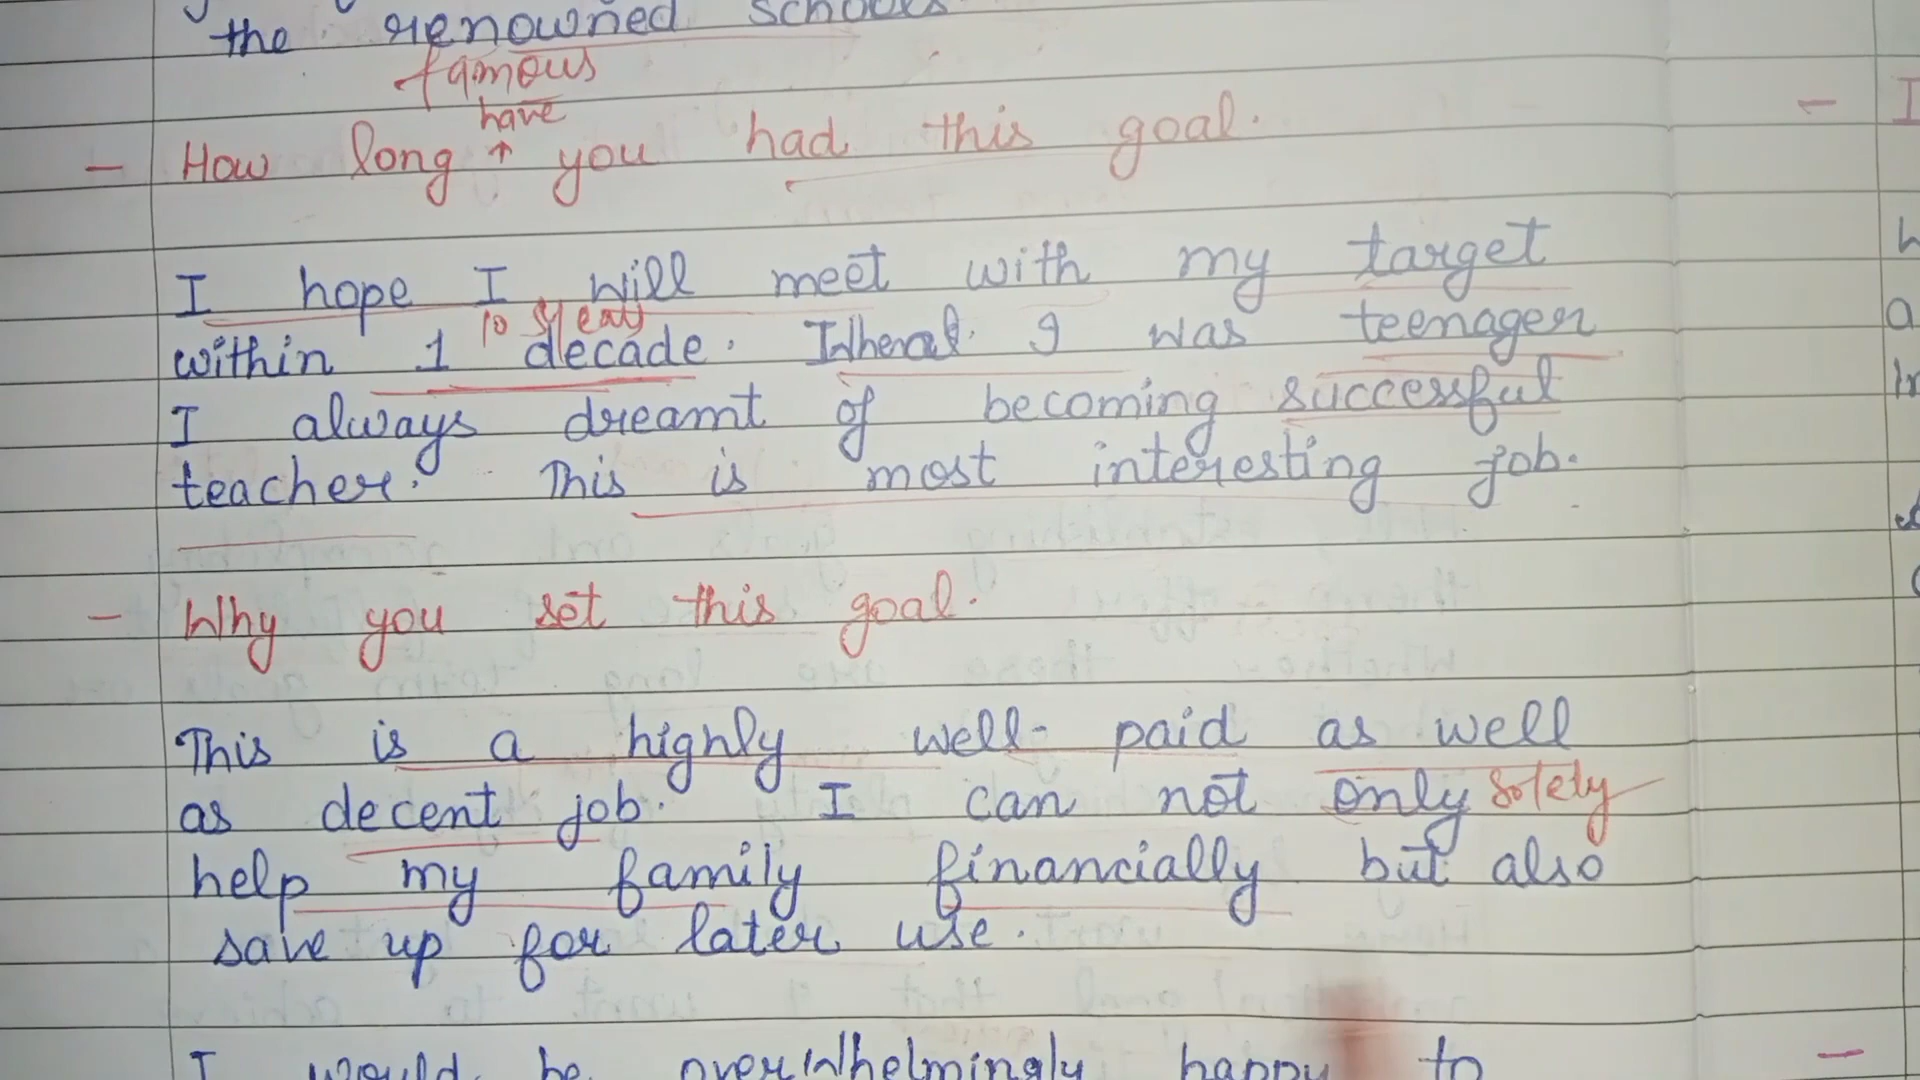 the renowned schools
famous
have
- How long ↑ you had this goal.
I hope I will meet with my target
10 years
within 1 decade. I was teenager
I always dreamt of becoming successful
teacher. This is most interesting job.
- Why you set this goal.
This is a highly well-paid as well
as decent job. I can not only solely
help my family financially but also
save up for later use.
I would be overwhelmingly happy to